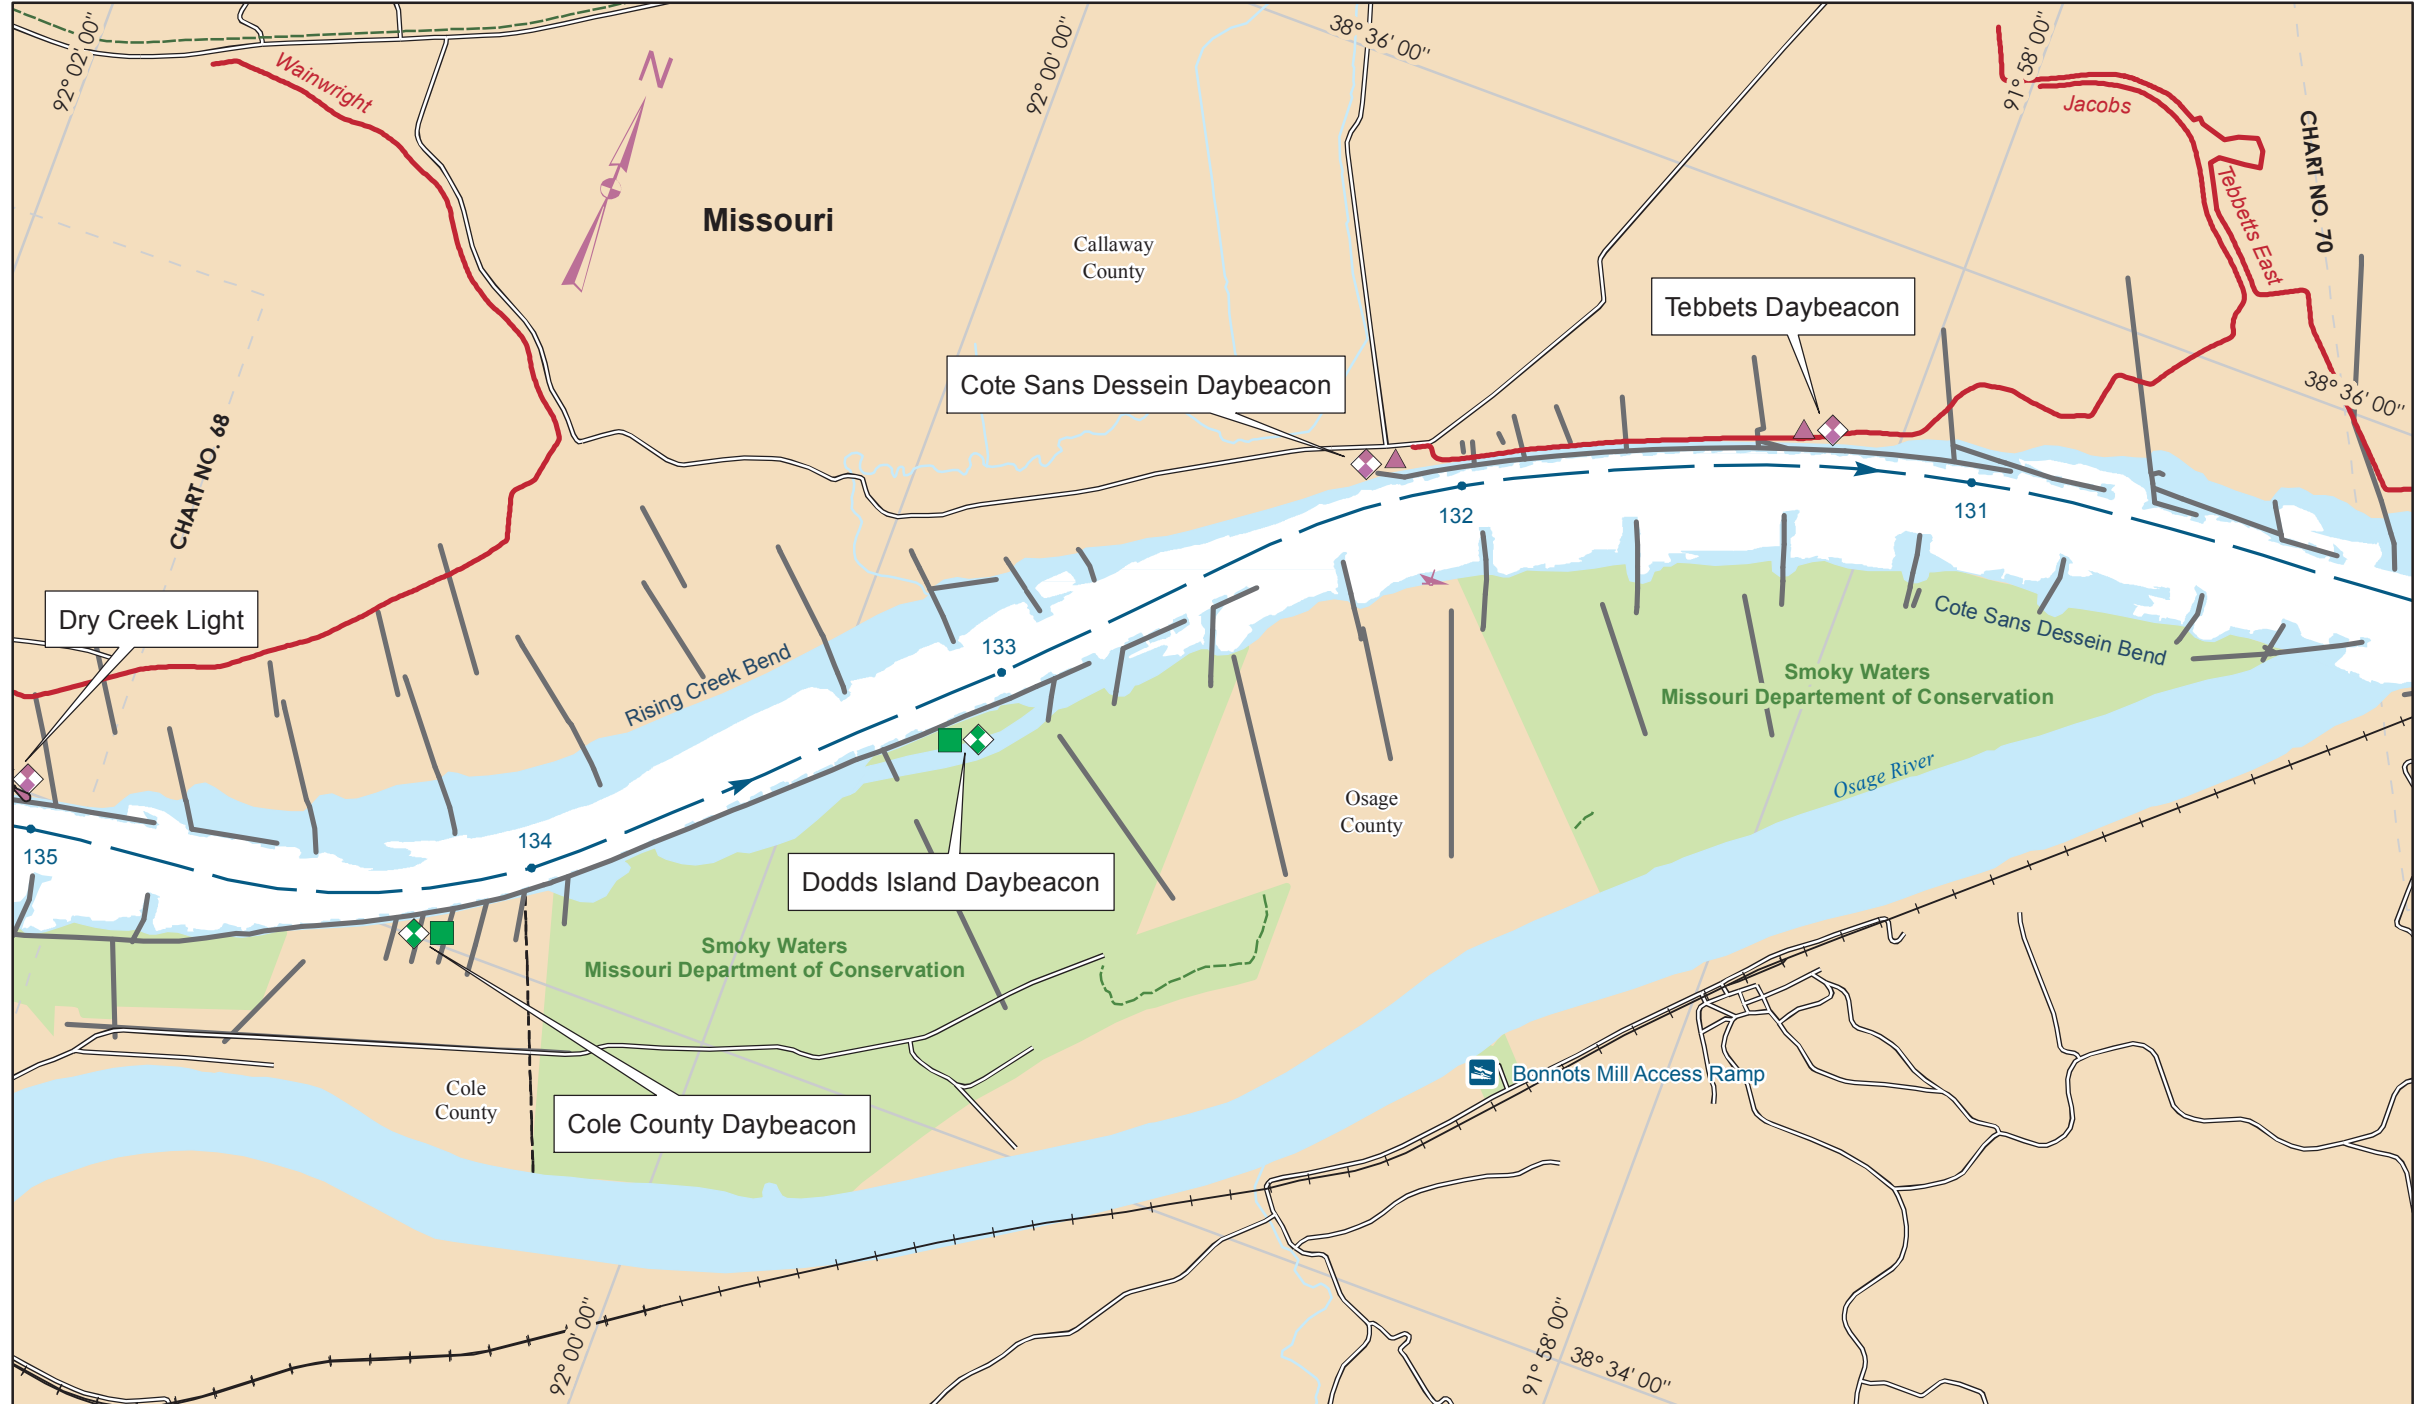 92° 02' 00"
Wainwright
N
92° 00' 00"
38° 36' 00"
91° 58' 00"
Jacobs
CHART NO. 70
Tebbetts East
Missouri
Callaway
County
Tebbets Daybeacon
Cote Sans Dessein Daybeacon
38° 36' 00"
CHART NO. 68
132
131
Dry Creek Light
Cote Sans Dessein Bend
133
Rising Creek Bend
Smoky Waters
Missouri Departement of Conservation
Osage River
Osage
County
135
134
Dodds Island Daybeacon
Smoky Waters
Missouri Department of Conservation
Bonnots Mill Access Ramp
Cole
County
Cole County Daybeacon
92° 00' 00"
91° 58' 00"
38° 34' 00"